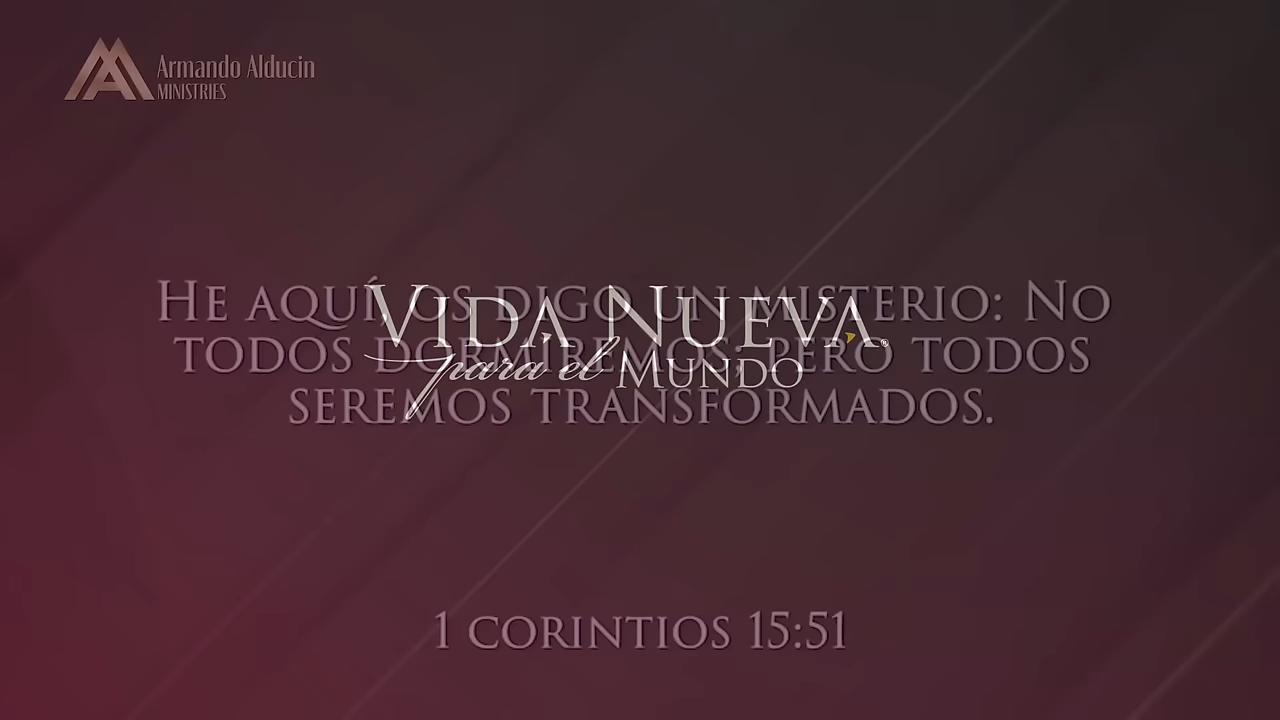 Armando Alducin
MINISTRIES
HE AQUÍ, OS DIGO UN MISTERIO: NO
TODOS DORMIREMOS; PERO TODOS
SEREMOS TRANSFORMADOS.
VIDA NUEVA®
para el MUNDO
1 CORINTIOS 15:51